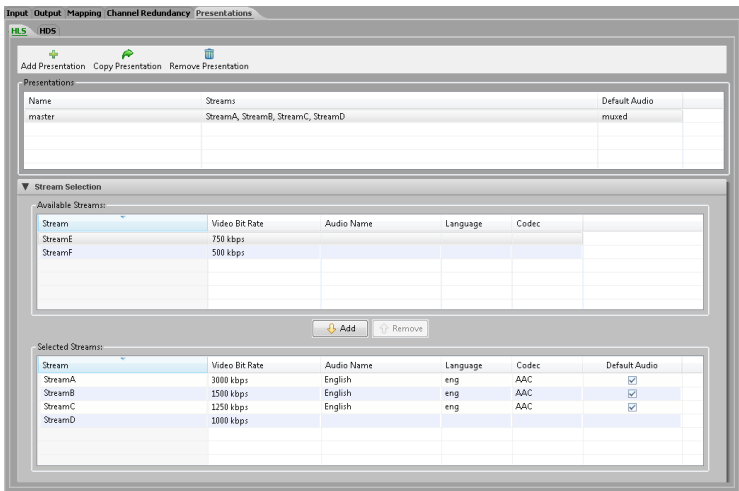 Input Output Mapping Channel Redundancy Presentations
HLS HDS
Add Presentation Copy Presentation Remove Presentation
Presentations
Name Streams Default Audio
master StreamA, StreamB, StreamC, StreamD muxed
Stream Selection
Available Streams:
Stream Video Bit Rate Audio Name Language Codec
StreamE 750 kbps
StreamF 500 kbps
Add Remove
Selected Streams:
Stream Video Bit Rate Audio Name Language Codec Default Audio
StreamA 3000 kbps English eng AAC
StreamB 1500 kbps English eng AAC
StreamC 1250 kbps English eng AAC
StreamD 1000 kbps